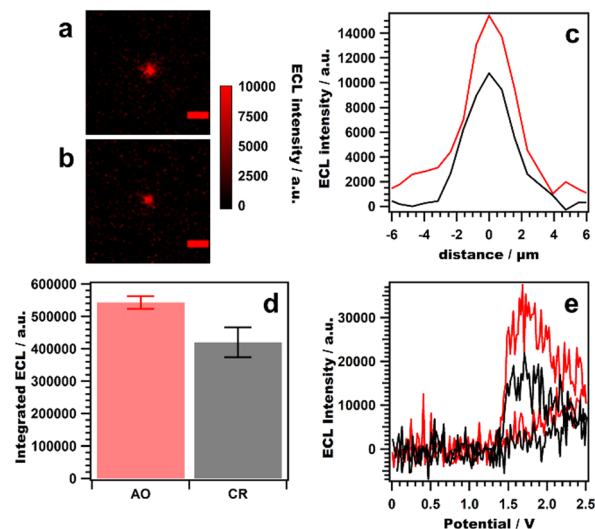 a
b
10000
7500
5000
2500
0
ECL intensity / a.u.
c
14000
12000
10000
8000
6000
4000
2000
0
ECL intensity / a.u.
-6
-4
-2
0
2
4
6
distance / µm
d
600000
500000
400000
300000
200000
100000
0
Integrated ECL / a.u.
AO
CR
e
30000
20000
10000
0
ECL Intensity / a.u.
0
0.5
1.0
1.5
2.0
2.5
Potential / V